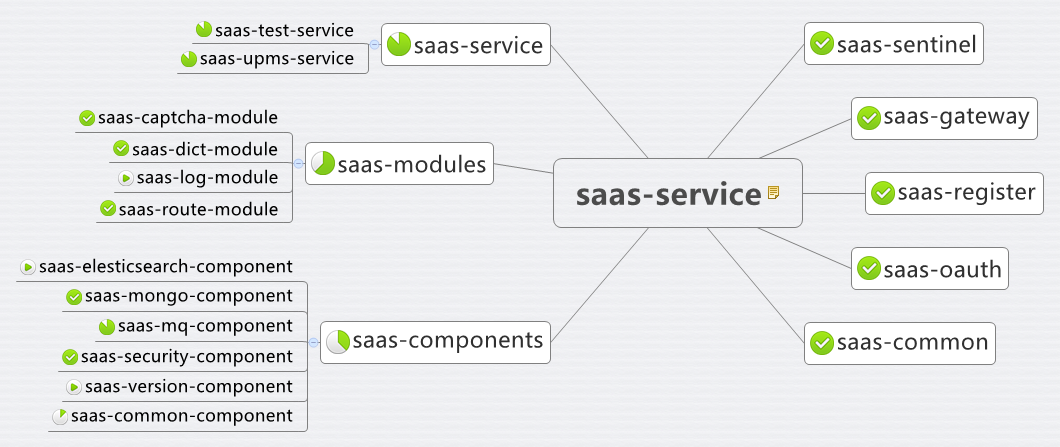 saas-test-service
saas-upms-service
saas-service
saas-captcha-module
saas-dict-module
saas-log-module
saas-route-module
saas-modules
saas-elesticsearch-component
saas-mongo-component
saas-mq-component
saas-security-component
saas-version-component
saas-common-component
saas-components
saas-service
saas-sentinel
saas-gateway
saas-register
saas-oauth
saas-common